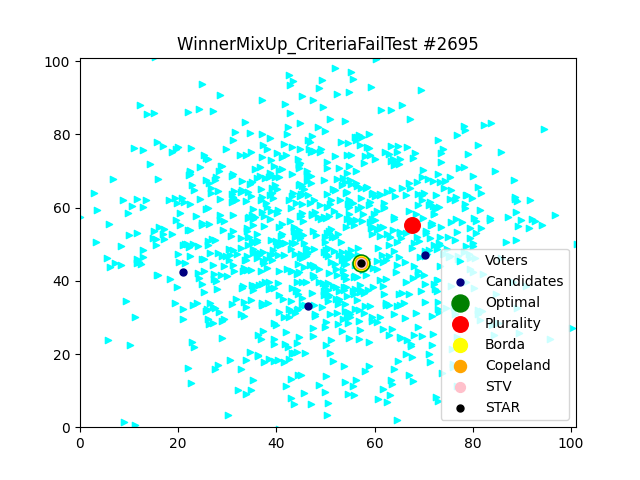 WinnerMixUp_CriteriaFailTest #2695
100
80
60
40
20
0
0
20
40
60
80
100
Voters
Candidates
Optimal
Plurality
Borda
Copeland
STV
STAR